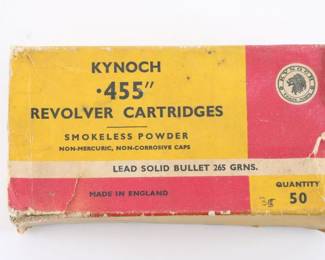 KYNOCH
KYNOCH
·455"
REVOLVER CARTRIDGES
SMOKELESS POWDER
NON-MERCURIC, NON-CORROSIVE CAPS
LEAD SOLID BULLET 265 GRNS.
MADE IN ENGLAND
QUANTITY
50